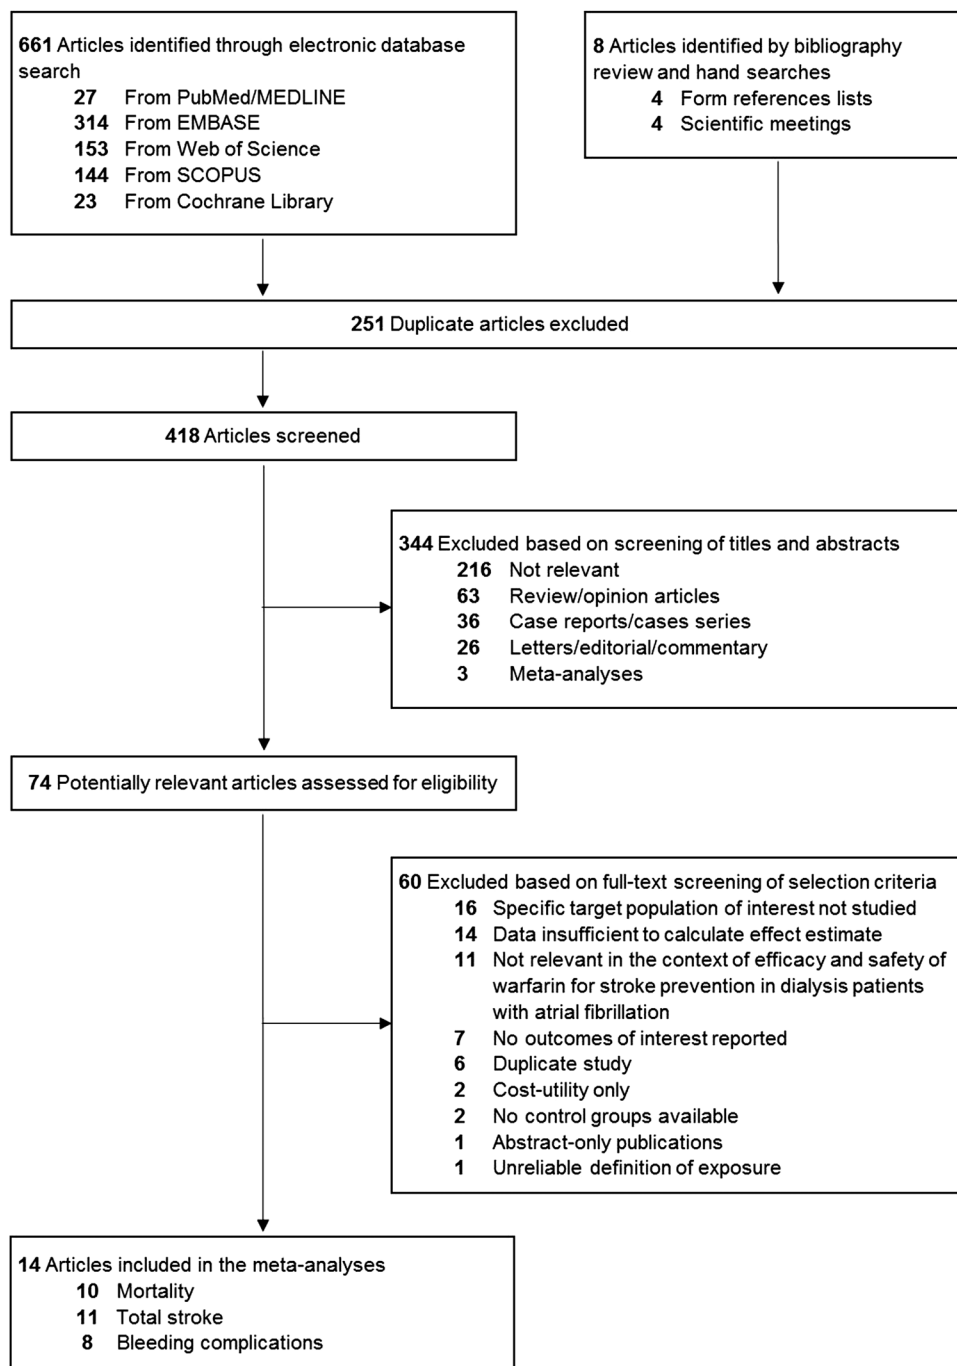 661 Articles identified through electronic database
search
27 From PubMed/MEDLINE
314 From EMBASE
153 From Web of Science
144 From SCOPUS
23 From Cochrane Library
8 Articles identified by bibliography
review and hand searches
4 Form references lists
4 Scientific meetings
251 Duplicate articles excluded
418 Articles screened
344 Excluded based on screening of titles and abstracts
216 Not relevant
63 Review/opinion articles
36 Case reports/cases series
26 Letters/editorial/commentary
3 Meta-analyses
74 Potentially relevant articles assessed for eligibility
60 Excluded based on full-text screening of selection criteria
16 Specific target population of interest not studied
14 Data insufficient to calculate effect estimate
11 Not relevant in the context of efficacy and safety of
warfarin for stroke prevention in dialysis patients
with atrial fibrillation
7 No outcomes of interest reported
6 Duplicate study
2 Cost-utility only
2 No control groups available
1 Abstract-only publications
1 Unreliable definition of exposure
14 Articles included in the meta-analyses
10 Mortality
11 Total stroke
8 Bleeding complications